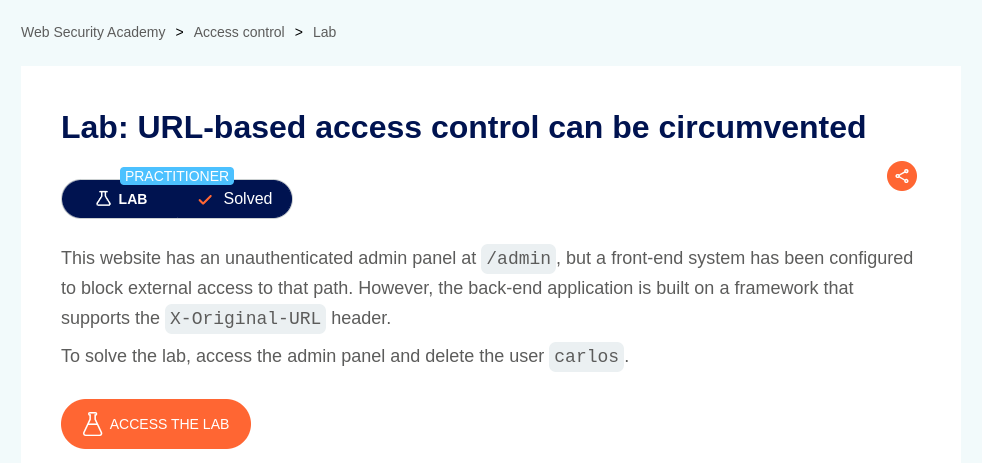 Web Security Academy > Access control > Lab
Lab: URL-based access control can be circumvented
PRACTITIONER
LAB Solved
This website has an unauthenticated admin panel at /admin, but a front-end system has been configured
to block external access to that path. However, the back-end application is built on a framework that
supports the X-Original-URL header.
To solve the lab, access the admin panel and delete the user carlos.
ACCESS THE LAB